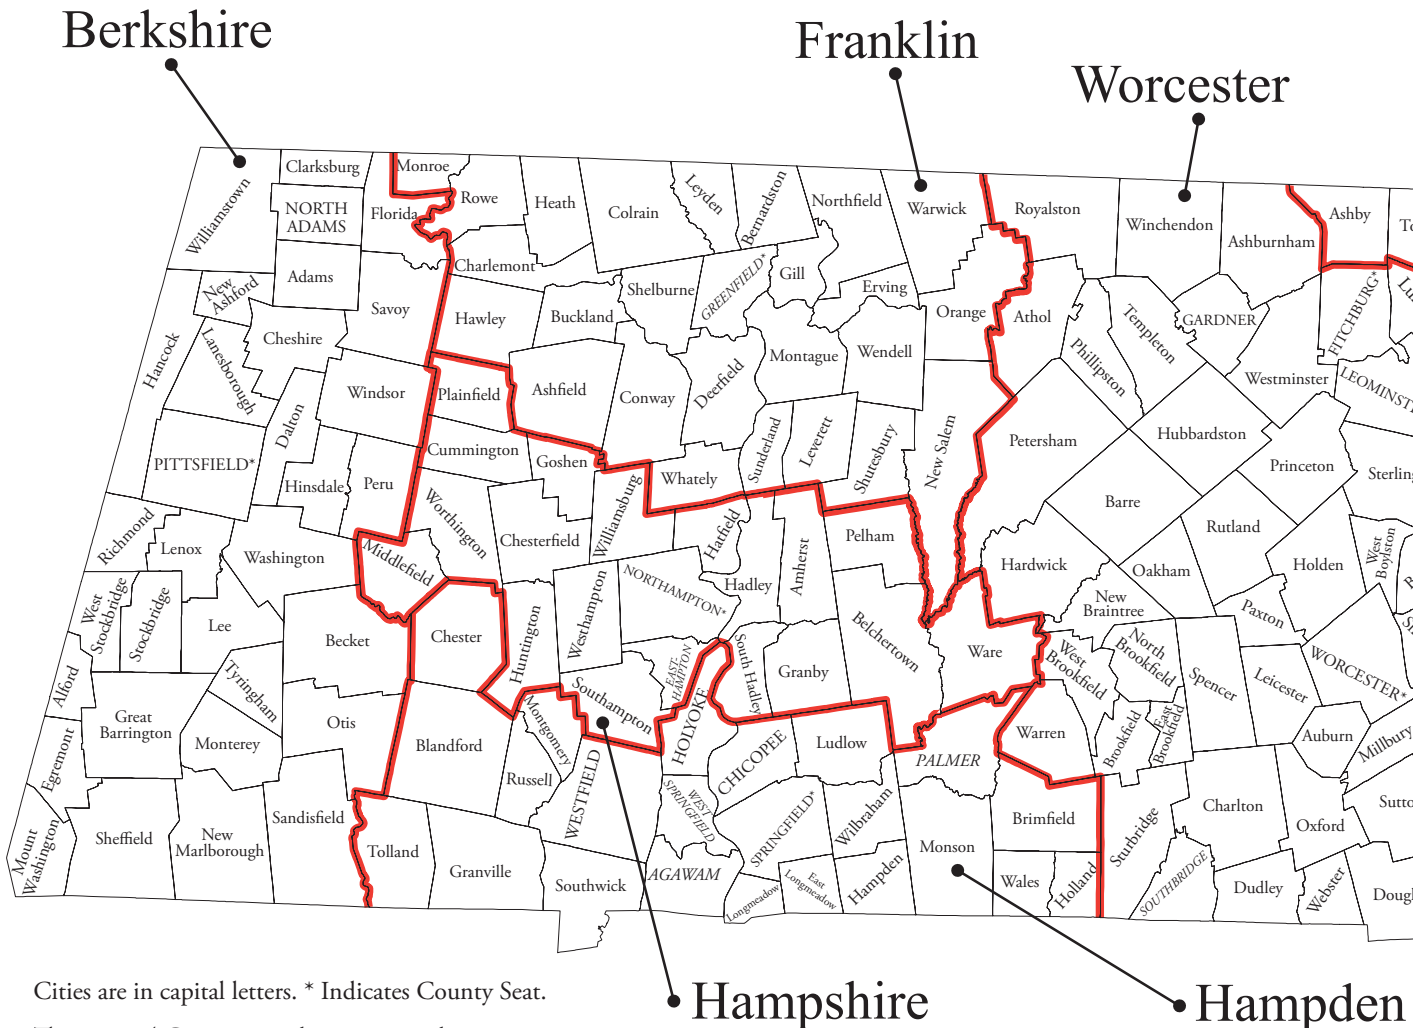 Berkshire
Franklin
Worcester
Clarksburg
Monroe
Rowe
Heath
Colrain
Leyden
Bernardston
Northfield
Warwick
Royalston
Winchendon
Ashburnham
Ashby
Williamstown
NORTH
ADAMS
Florida
Charlemont
Shelburne
GREENFIELD*
Gill
Erving
Orange
Athol
Phillipston
Templeton
GARDNER
Westminster
FITCHBURG*
New
Ashford
Adams
Savoy
Hawley
Buckland
Hancock
Lanesborough
Cheshire
Dalton
Windsor
Plainfield
Ashfield
Conway
Deerfield
Montague
Wendell
New Salem
Petersham
Hubbardston
Princeton
PITTSFIELD*
Hinsdale
Peru
Cummington
Goshen
Whately
Sunderland
Leverett
Shutesbury
Barre
Rutland
Holden
West
Boylston
Richmond
Lenox
Washington
Middlefield
Worthington
Chesterfield
Williamsburg
Hatfield
Hadley
Amherst
Pelham
Hardwick
Oakham
New
Braintree
Paxton
WORCESTER*
West
Stockbridge
Stockbridge
Lee
Becket
Chester
Huntington
Westhampton
NORTHAMPTON*
EAST-
HAMPTON
South Hadley
Granby
Belchertown
Ware
West
Brookfield
North
Brookfield
Spencer
Leicester
Alford
Great
Barrington
Tyringham
Monterey
Otis
Blandford
Montgomery
Southampton
HOLYOKE
CHICOPEE
Ludlow
PALMER
Warren
Brookfield
East
Brookfield
Auburn
Millbury
Egremont
Mount
Washington
Sheffield
New
Marlborough
Sandisfield
Tolland
Granville
Russell
WESTFIELD
WEST
SPRINGFIELD
SPRINGFIELD*
Wilbraham
Monson
Brimfield
Sturbridge
Charlton
Oxford
Southwick
AGAWAM
Longmeadow
East
Longmeadow
Hampden
Wales
Holland
SOUTHBRIDGE
Dudley
Webster
Cities are in capital letters. * Indicates County Seat.
Hampshire
Hampden